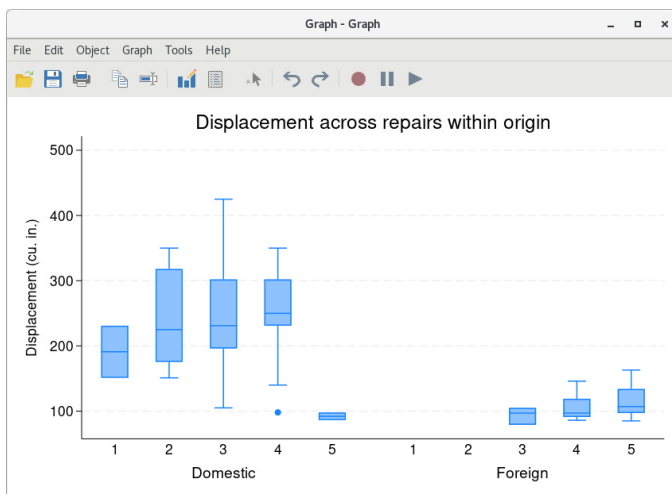 Graph - Graph
File Edit Object Graph Tools Help
Displacement across repairs within origin
Displacement (cu. in.)
500
400
300
200
100
1 2 3 4 5 1 2 3 4 5
Domestic Foreign